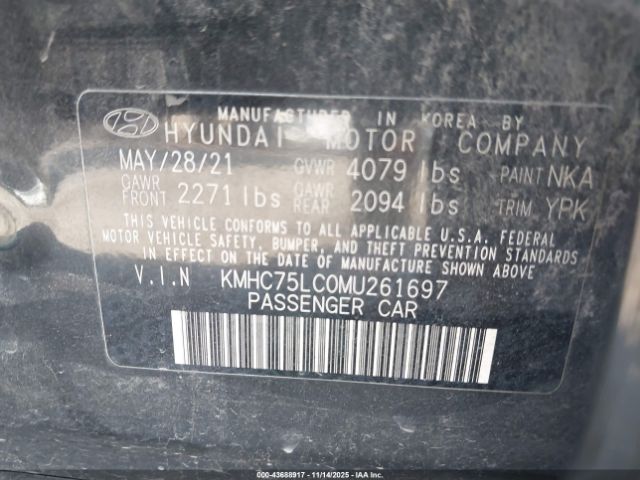 MANUFACTURED IN KOREA BY
HYUNDAI MOTOR COMPANY
MAY/28/21 GVWR 4079 lbs PAINT NKA
GAWR FRONT 2271 lbs GAWR REAR 2094 lbs TRIM YPK
THIS VEHICLE CONFORMS TO ALL APPLICABLE U.S.A. FEDERAL
MOTOR VEHICLE SAFETY, BUMPER, AND THEFT PREVENTION STANDARDS
IN EFFECT ON THE DATE OF MANUFACTURE SHOWN ABOVE
V.I.N KMHC75LC0MU261697
PASSENGER CAR
IAA - 43688917 - 11/14/2025 - IAAI.COM